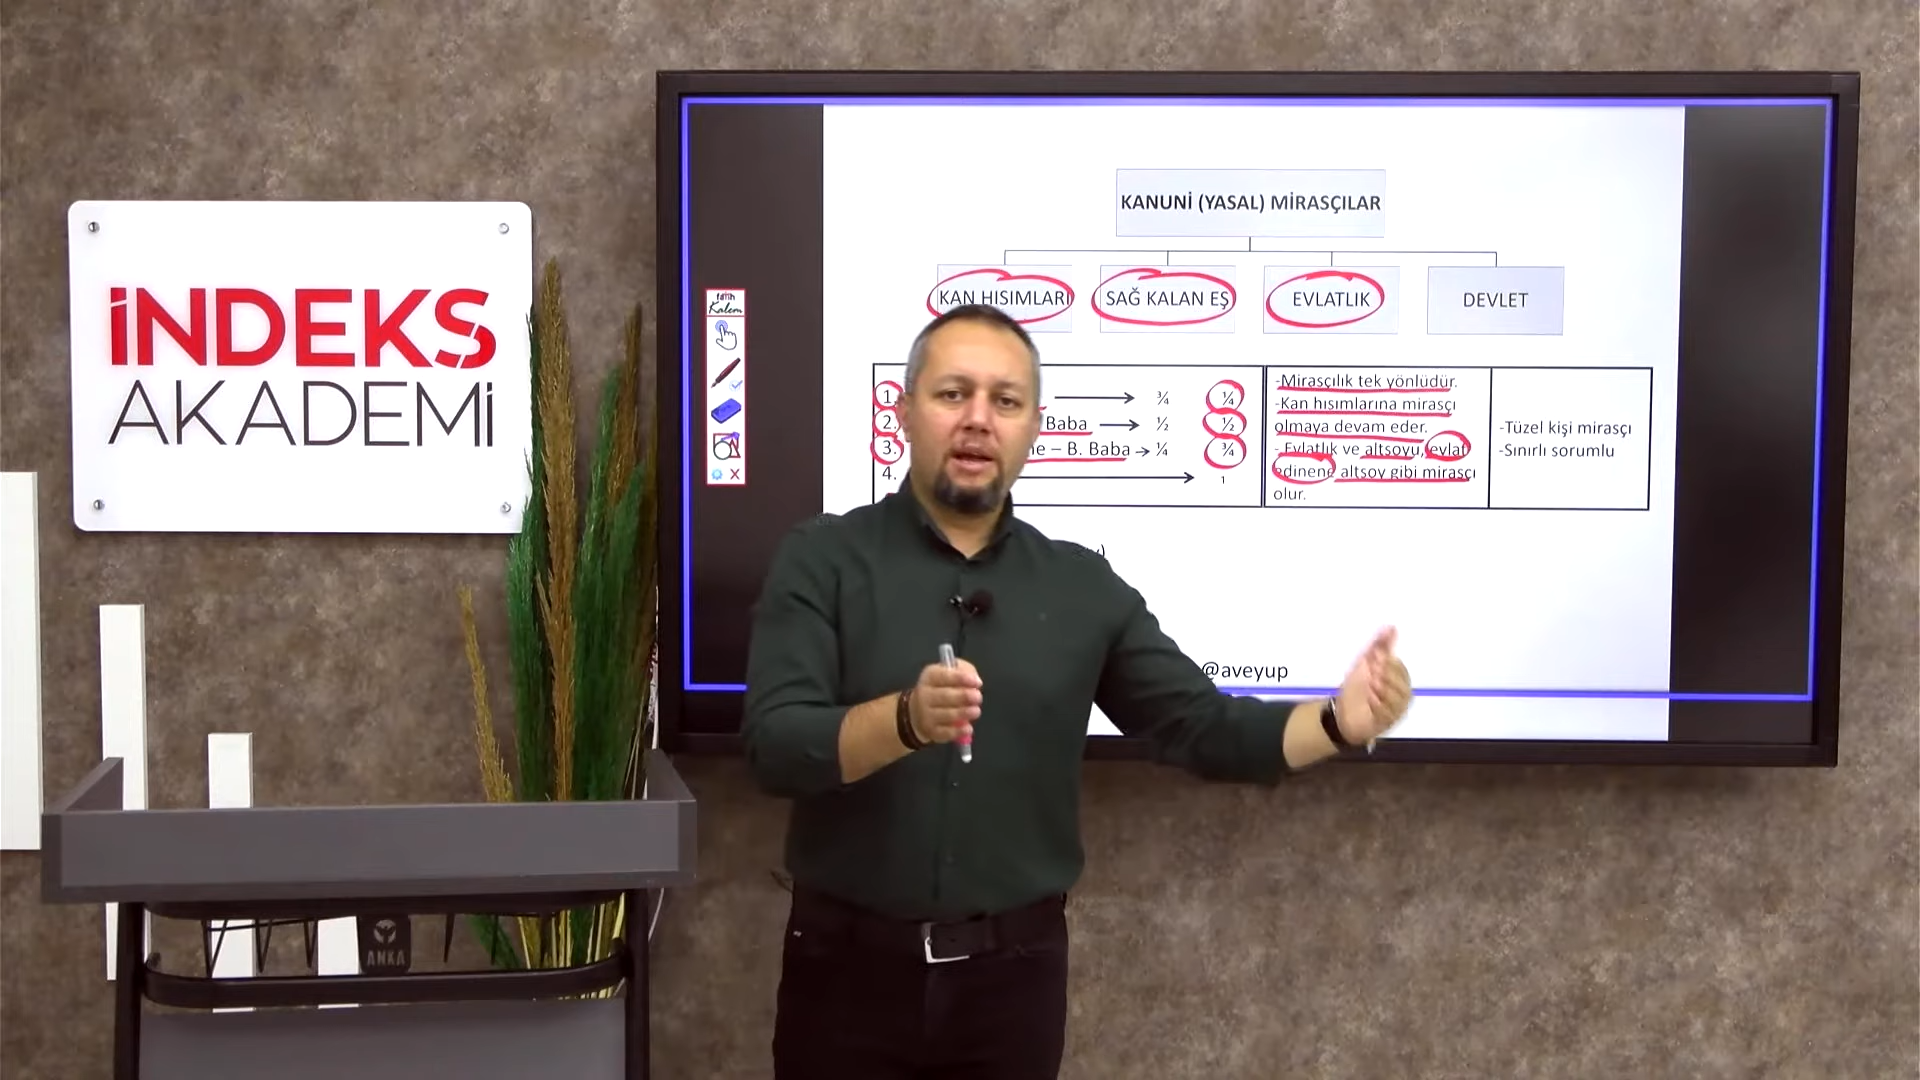 İNDEKS
AKADEMİ
fatih
Kalem
KANUNİ (YASAL) MİRASÇILAR
KAN HISIMLARI
SAĞ KALAN EŞ
EVLATLIK
DEVLET
1. ¾ ¼
2. Baba ½ ½
3. – B. Baba ¼ ¾
4. 1
-Mirasçılık tek yönlüdür.
-Kan hısımlarına mirasçı
olmaya devam eder.
- Evlatlık ve altsoyu, evlat
edinene altsoy gibi mirasçı
olur.
-Tüzel kişi mirasçı
-Sınırlı sorumlu
@aveyup
ANKA